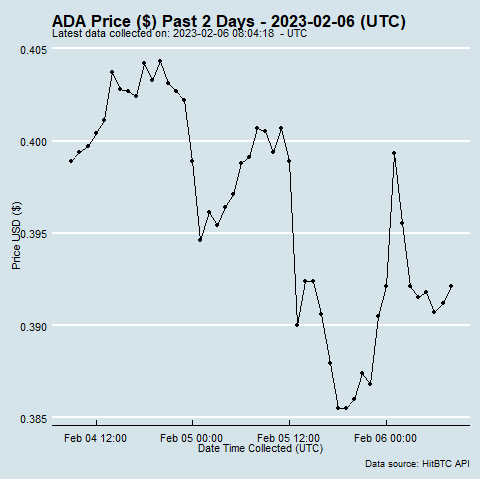 ADA Price ($) Past 2 Days - 2023-02-06 (UTC)
Latest data collected on: 2023-02-06 08:04:18  - UTC
0.405
0.400
0.395
0.390
0.385
Price USD ($)
Feb 04 12:00
Feb 05 00:00
Feb 05 12:00
Feb 06 00:00
Date Time Collected (UTC)
Data source: HitBTC API